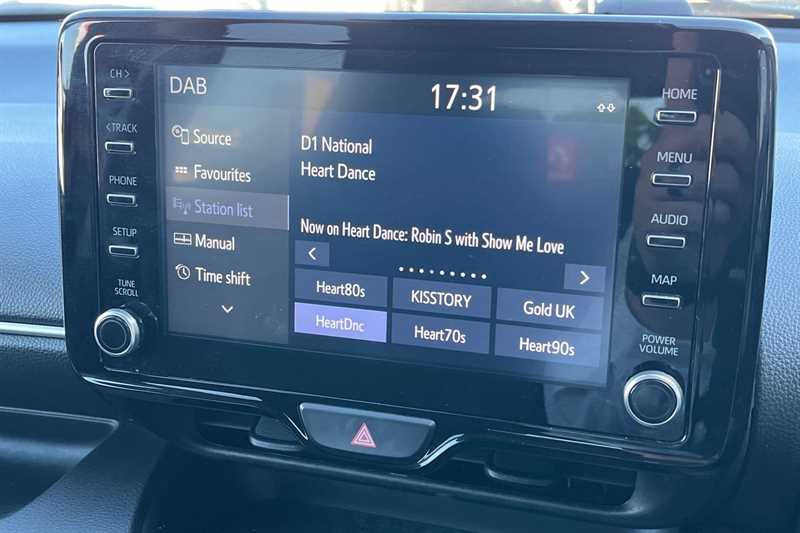 CH >
< TRACK
PHONE
SETUP
TUNE
SCROLL
DAB
17:31
Source
Favourites
Station list
Manual
Time shift
D1 National
Heart Dance
Now on Heart Dance: Robin S with Show Me Love
<
>
Heart80s
KISSTORY
Gold UK
HeartDnc
Heart70s
Heart90s
HOME
MENU
AUDIO
MAP
POWER
VOLUME